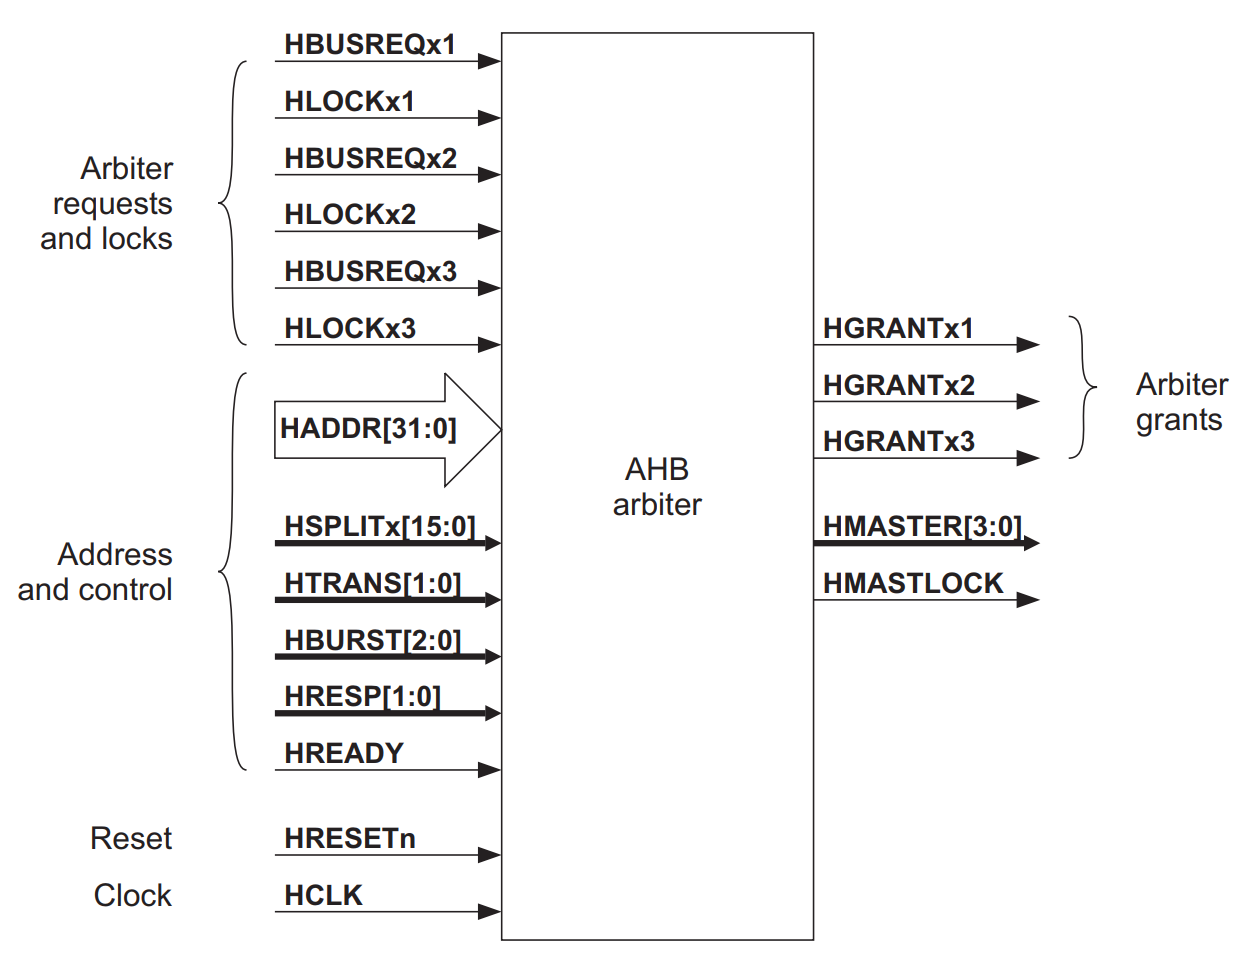 HBUSREQx1
HLOCKx1
HBUSREQx2
HLOCKx2
HBUSREQx3
HLOCKx3
Arbiter
requests
and locks
HADDR[31:0]
HSPLITx[15:0]
HTRANS[1:0]
HBURST[2:0]
HRESP[1:0]
HREADY
Address
and control
Reset
HRESETn
Clock
HCLK
AHB
arbiter
HGRANTx1
HGRANTx2
HGRANTx3
Arbiter
grants
HMASTER[3:0]
HMASTLOCK